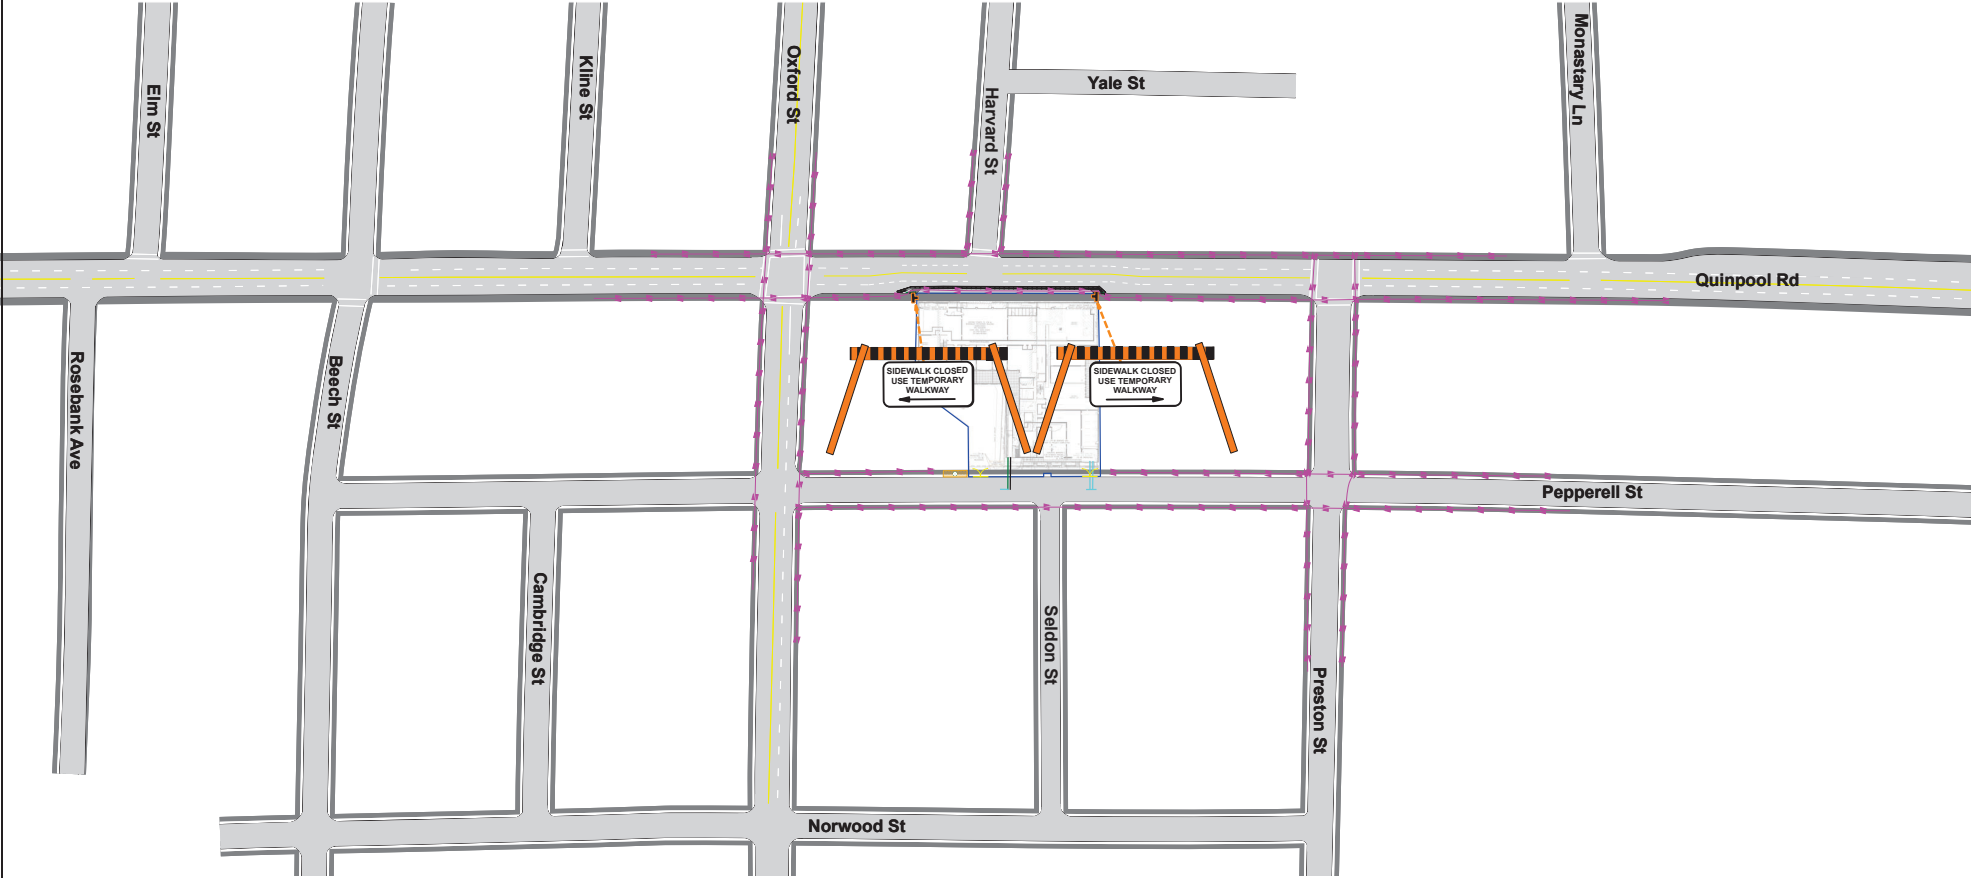 Elm St
Kline St
Oxford St
Harvard St
Yale St
Monastary Ln
Quinpool Rd
Rosebank Ave
Beech St
SIDEWALK CLOSED
USE TEMPORARY
WALKWAY
SIDEWALK CLOSED
USE TEMPORARY
WALKWAY
Pepperell St
Cambridge St
Seldon St
Preston St
Norwood St